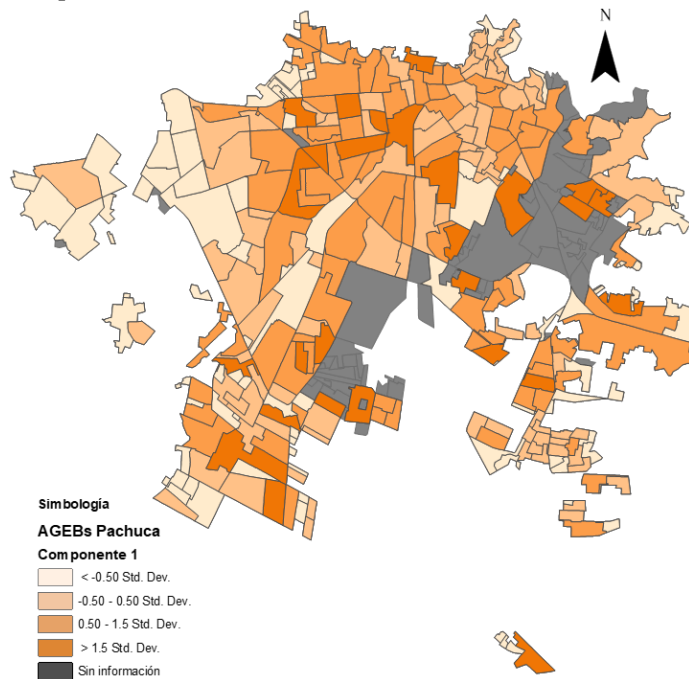 N
Simbología
AGEBs Pachuca
Componente 1
< -0.50 Std. Dev.
-0.50 - 0.50 Std. Dev.
0.50 - 1.5 Std. Dev.
> 1.5 Std. Dev.
Sin información